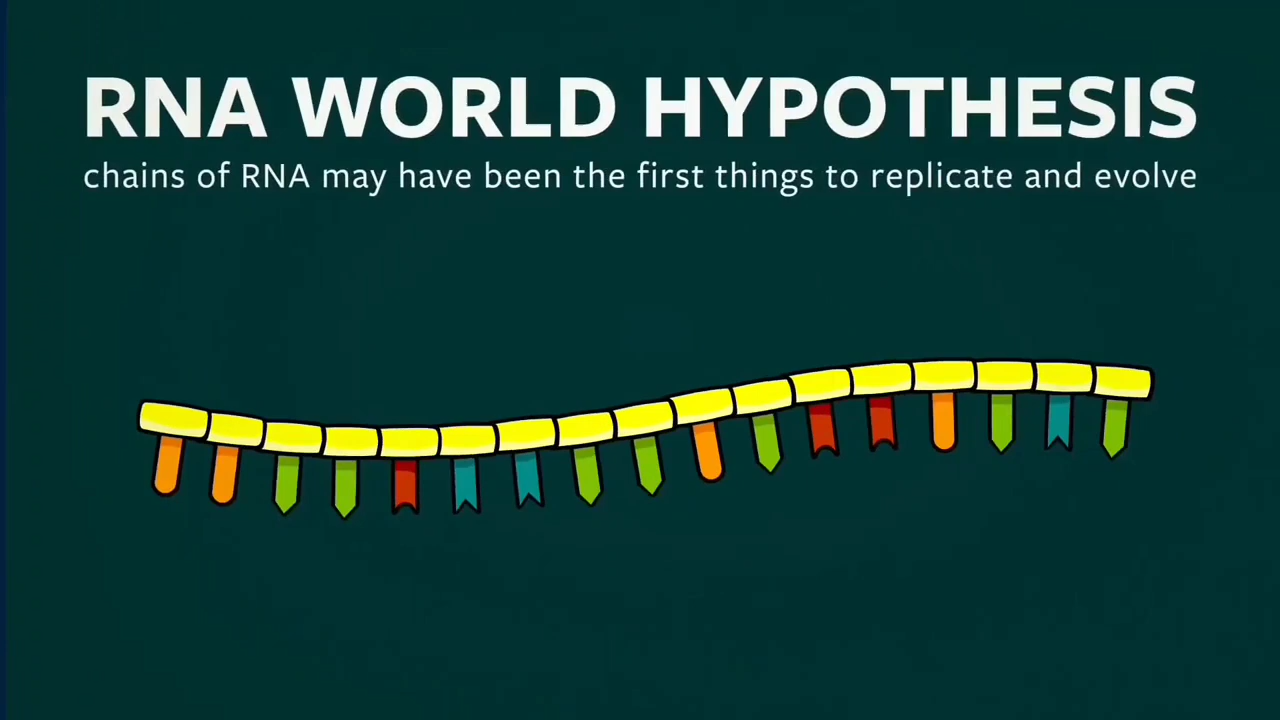 RNA WORLD HYPOTHESIS
chains of RNA may have been the first things to replicate and evolve